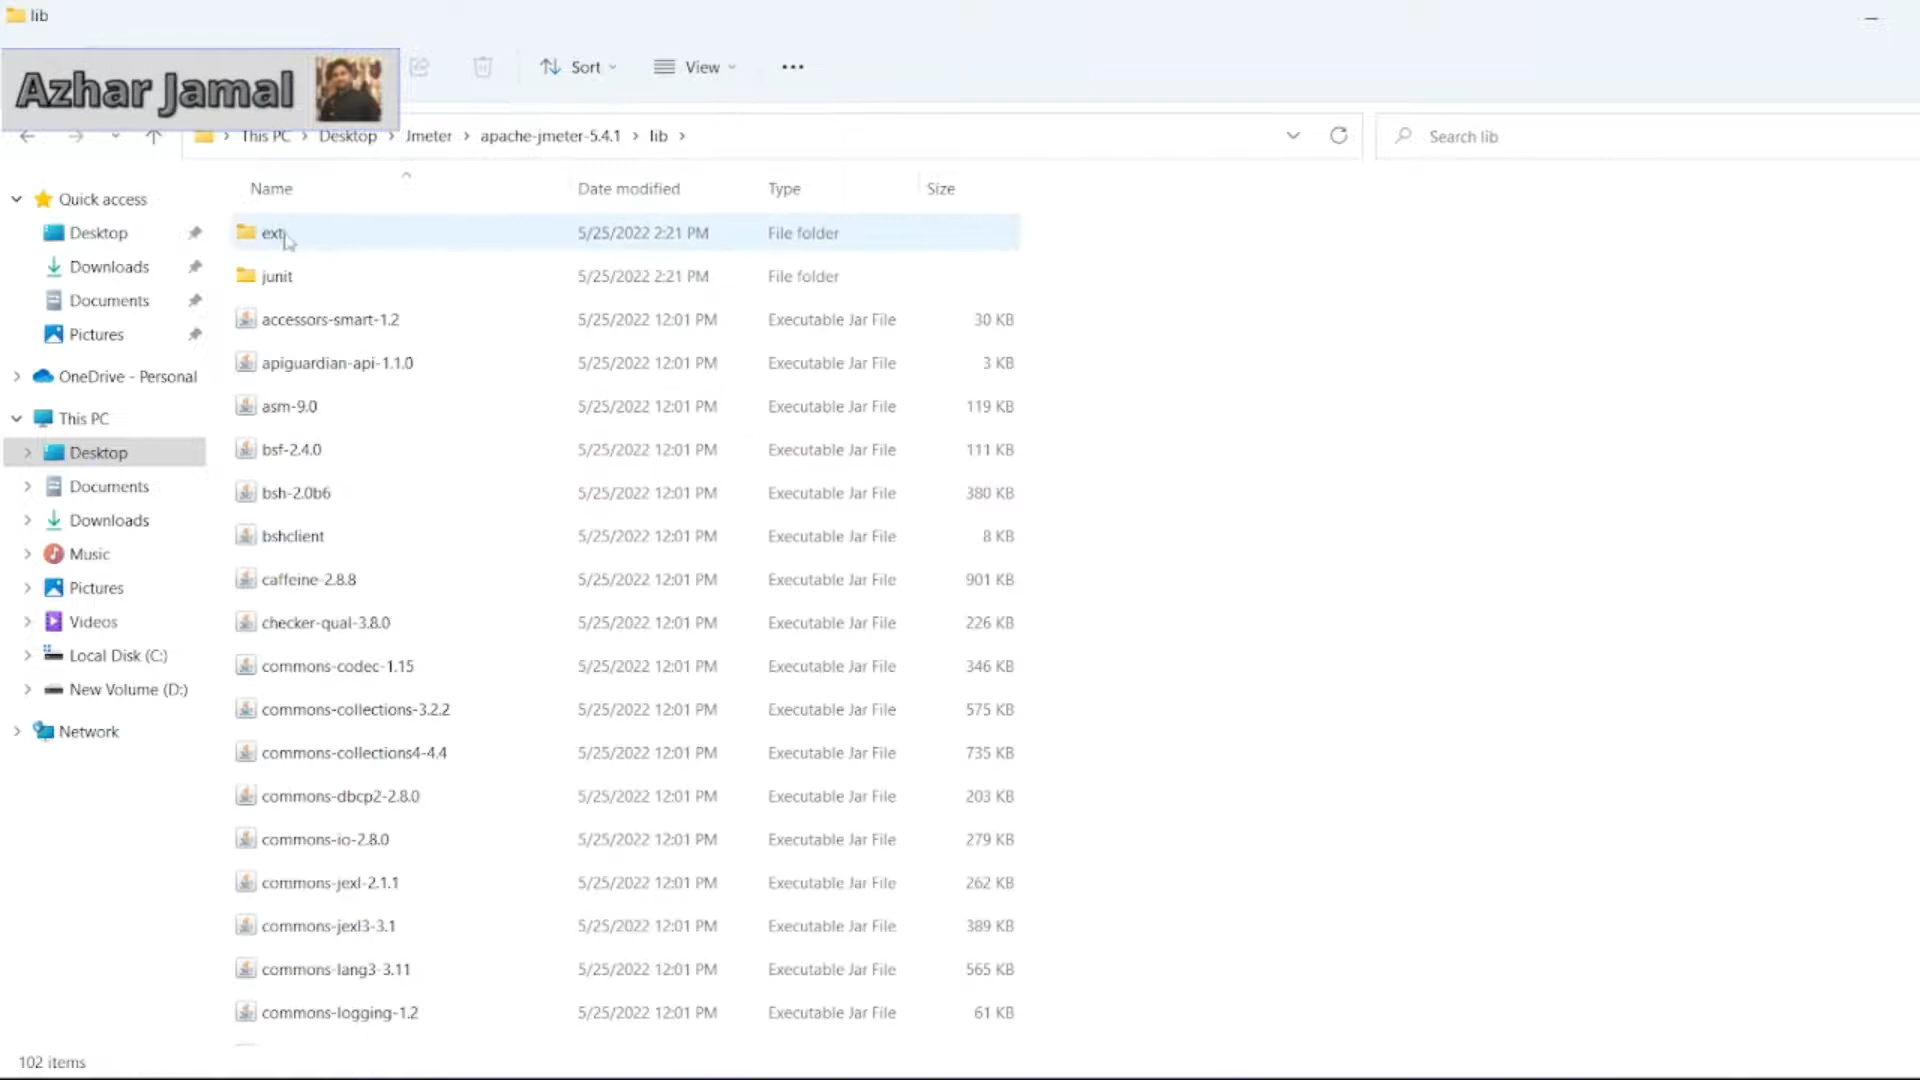 lib
Azhar Jamal
Sort
View
This PC > Desktop > Jmeter > apache-jmeter-5.4.1 > lib >
Search lib
Name Date modified Type Size
Quick access
Desktop
Downloads
Documents
Pictures
OneDrive - Personal
This PC
Desktop
Documents
Downloads
Music
Pictures
Videos
Local Disk (C:)
New Volume (D:)
Network
ext 5/25/2022 2:21 PM File folder
junit 5/25/2022 2:21 PM File folder
accessors-smart-1.2 5/25/2022 12:01 PM Executable Jar File 30 KB
apiguardian-api-1.1.0 5/25/2022 12:01 PM Executable Jar File 3 KB
asm-9.0 5/25/2022 12:01 PM Executable Jar File 119 KB
bsf-2.4.0 5/25/2022 12:01 PM Executable Jar File 111 KB
bsh-2.0b6 5/25/2022 12:01 PM Executable Jar File 380 KB
bshclient 5/25/2022 12:01 PM Executable Jar File 8 KB
caffeine-2.8.8 5/25/2022 12:01 PM Executable Jar File 901 KB
checker-qual-3.8.0 5/25/2022 12:01 PM Executable Jar File 226 KB
commons-codec-1.15 5/25/2022 12:01 PM Executable Jar File 346 KB
commons-collections-3.2.2 5/25/2022 12:01 PM Executable Jar File 575 KB
commons-collections4-4.4 5/25/2022 12:01 PM Executable Jar File 735 KB
commons-dbcp2-2.8.0 5/25/2022 12:01 PM Executable Jar File 203 KB
commons-io-2.8.0 5/25/2022 12:01 PM Executable Jar File 279 KB
commons-jexl-2.1.1 5/25/2022 12:01 PM Executable Jar File 262 KB
commons-jexl3-3.1 5/25/2022 12:01 PM Executable Jar File 389 KB
commons-lang3-3.11 5/25/2022 12:01 PM Executable Jar File 565 KB
commons-logging-1.2 5/25/2022 12:01 PM Executable Jar File 61 KB
102 items